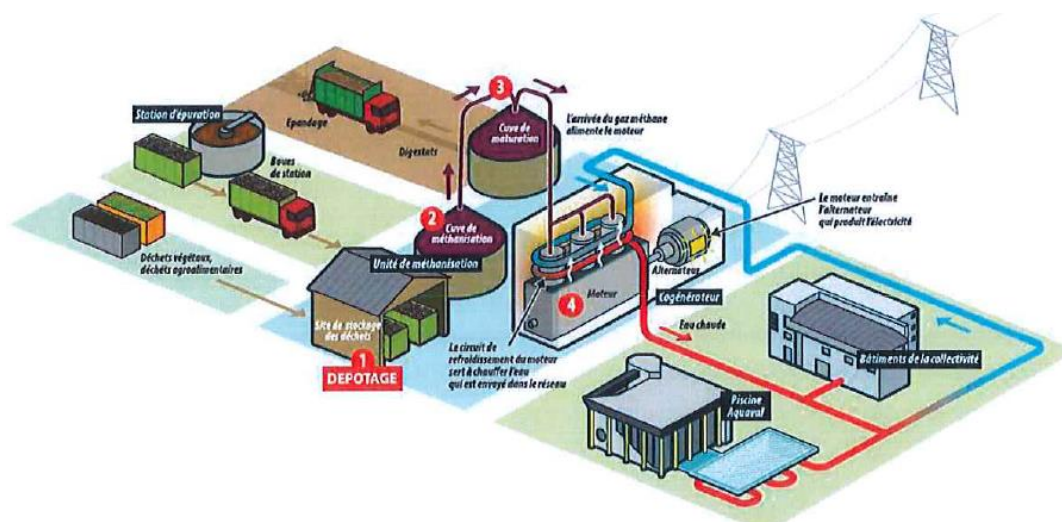 Station d'épuration
Epandage
Digestats
Boues
de station
Déchets végétaux,
déchets agroalimentaires
3
Cuve de
maturation
L'arrivée du gaz méthane
alimente le moteur
2
Cuve de
méthanisation
Unité de méthanisation
Site de stockage
des déchets
1
DEPOTAGE
Le moteur entraîne
l'alternateur
qui produit l'électricité
Alternateur
Moteur
4
Cogénérateur
Le circuit de
refroidissement du moteur
sert à chauffer l'eau
qui est envoyé dans le réseau
Eau chaude
Bâtiments de la collectivité
Piscine
Aquaval